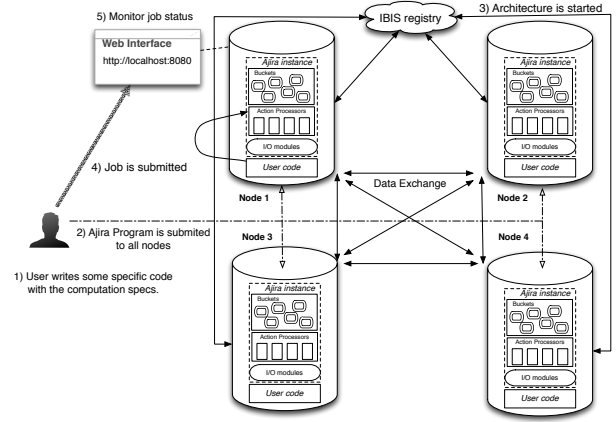 5) Monitor job status
IBIS registry
3) Architecture is started
Web Interface
http://localhost:8080
Ajira instance
Buckets
Action Processors
I/O modules
User code
Ajira instance
Buckets
Action Processors
I/O modules
User code
4) Job is submitted
Data Exchange
Node 1
Node 2
2) Ajira Program is submited
to all nodes
Node 3
Node 4
1) User writes some specific code
with the computation specs.
Ajira instance
Buckets
Action Processors
I/O modules
User code
Ajira instance
Buckets
Action Processors
I/O modules
User code